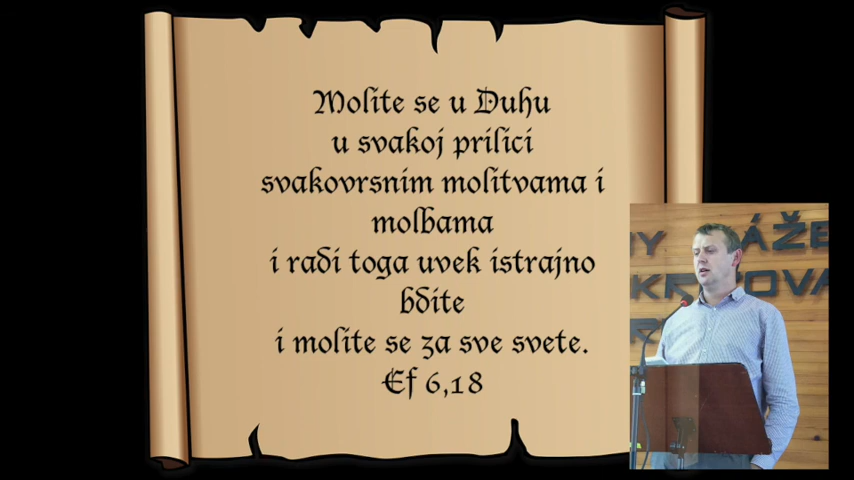 Molite se u Duhu
u svakoj prilici
svakovrsnim molitvama i
molbama
i radi toga uvek istrajno
bdite
i molite se za sve svete.
Ef 6,18